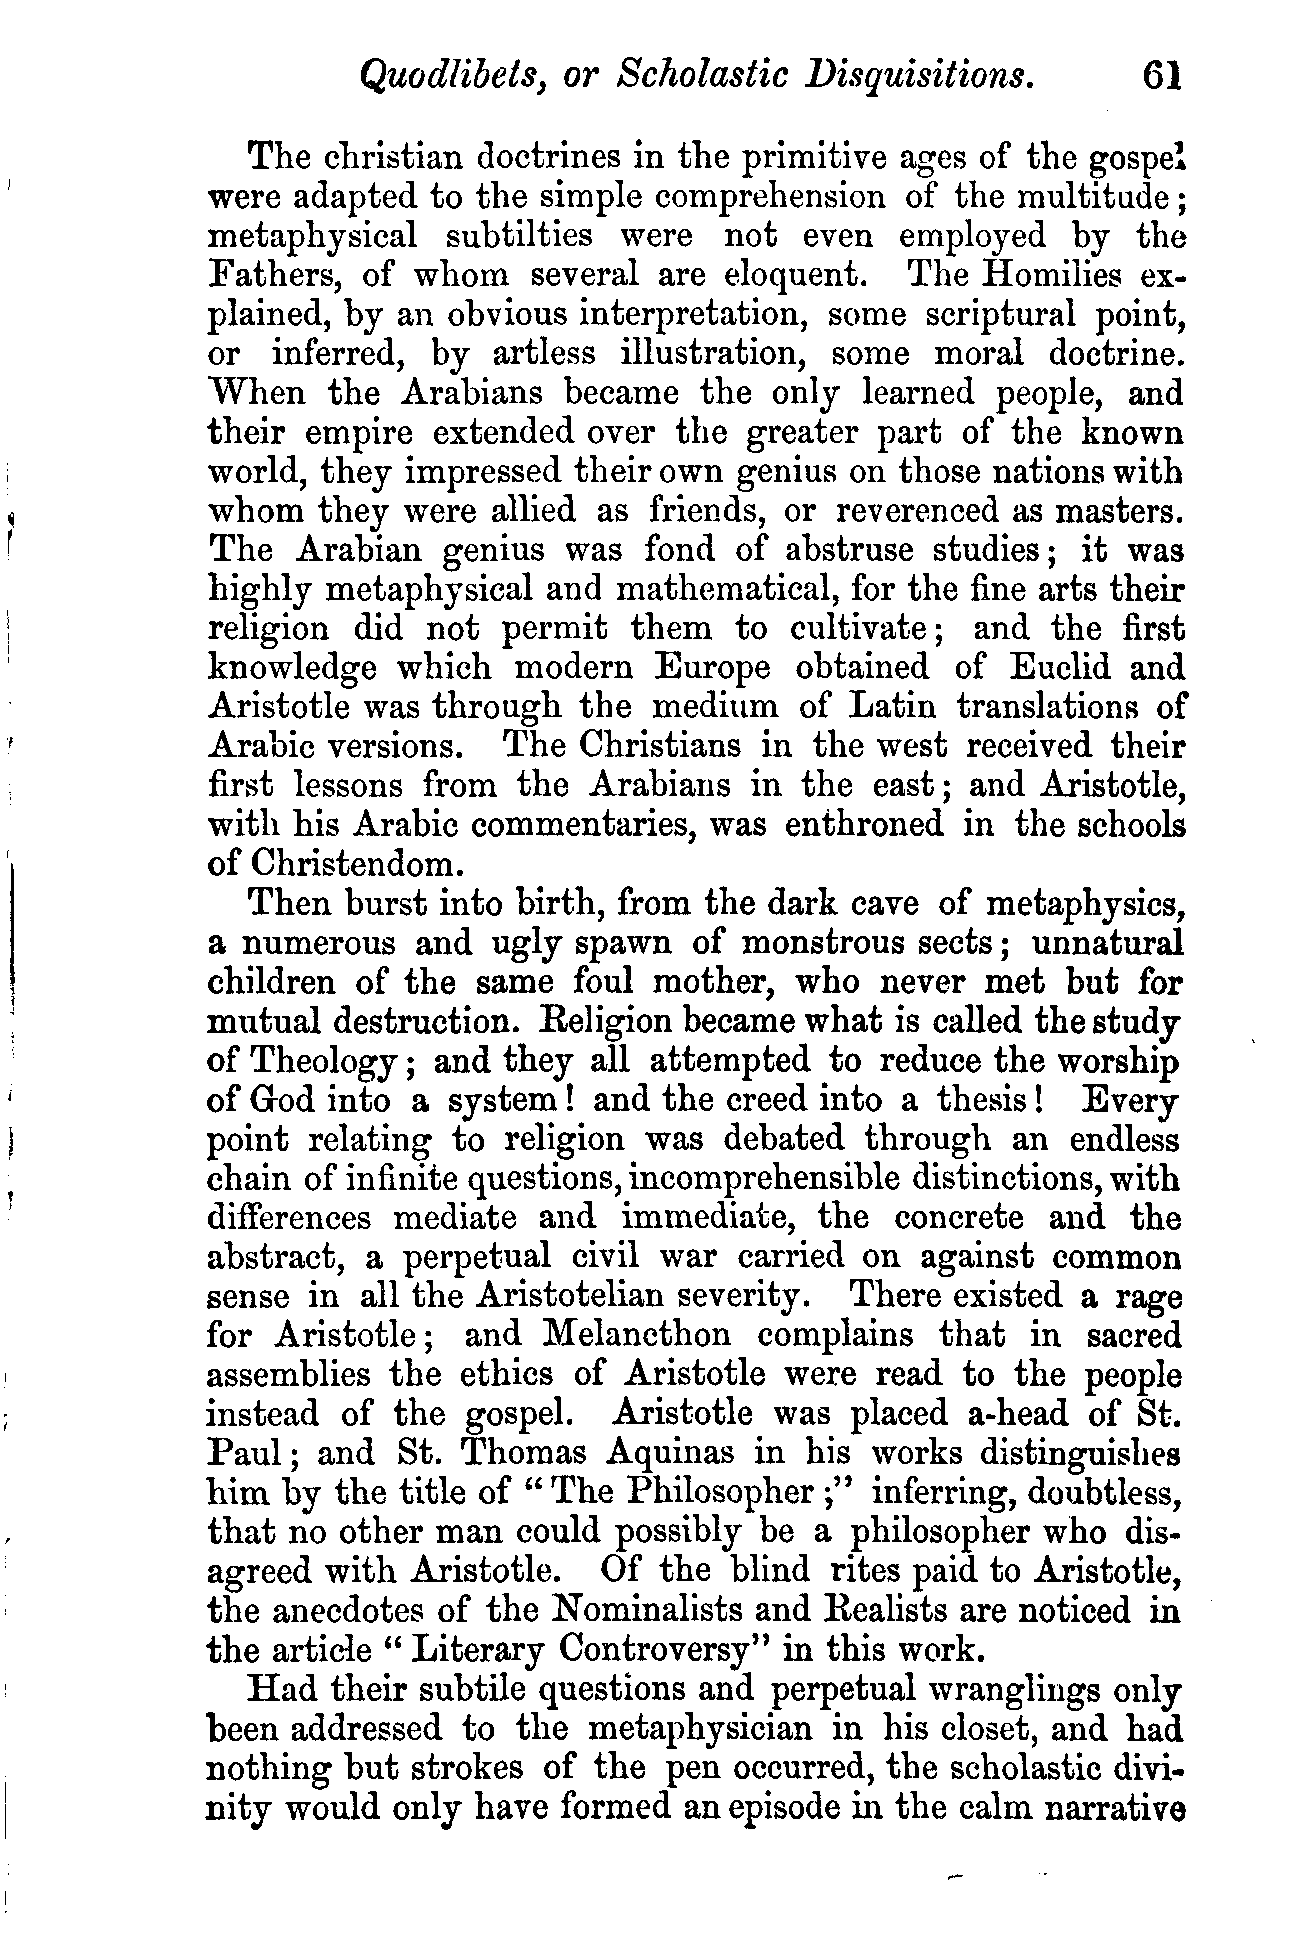 Quodlibets, or Scholastic Disquisitions. 61
The christian doctrines in the primitive ages of the gospel
were adapted to the simple comprehension of the multitude;
metaphysical subtilties were not even employed by the
Fathers, of whom several are eloquent. The Homilies ex-
plained, by an obvious interpretation, some scriptural point,
or inferred, by artless illustration, some moral doctrine.
When the Arabians became the only learned people, and
their empire extended over the greater part of the known
world, they impressed their own genius on those nations with
whom they were allied as friends, or reverenced as masters.
The Arabian genius was fond of abstruse studies; it was
highly metaphysical and mathematical, for the fine arts their
religion did not permit them to cultivate; and the first
knowledge which modern Europe obtained of Euclid and
Aristotle was through the medium of Latin translations of
Arabic versions. The Christians in the west received their
first lessons from the Arabians in the east; and Aristotle,
with his Arabic commentaries, was enthroned in the schools
of Christendom.
Then burst into birth, from the dark cave of metaphysics,
a numerous and ugly spawn of monstrous sects; unnatural
children of the same foul mother, who never met but for
mutual destruction. Religion became what is called the study
of Theology; and they all attempted to reduce the worship
of God into a system! and the creed into a thesis! Every
point relating to religion was debated through an endless
chain of infinite questions, incomprehensible distinctions, with
differences mediate and immediate, the concrete and the
abstract, a perpetual civil war carried on against common
sense in all the Aristotelian severity. There existed a rage
for Aristotle; and Melancthon complains that in sacred
assemblies the ethics of Aristotle were read to the people
instead of the gospel. Aristotle was placed a-head of St.
Paul; and St. Thomas Aquinas in his works distinguishes
him by the title of "The Philosopher;" inferring, doubtless,
that no other man could possibly be a philosopher who dis-
agreed with Aristotle. Of the blind rites paid to Aristotle,
the anecdotes of the Nominalists and Realists are noticed in
the article "Literary Controversy" in this work.
Had their subtile questions and perpetual wranglings only
been addressed to the metaphysician in his closet, and had
nothing but strokes of the pen occurred, the scholastic divi-
nity would only have formed an episode in the calm narrative